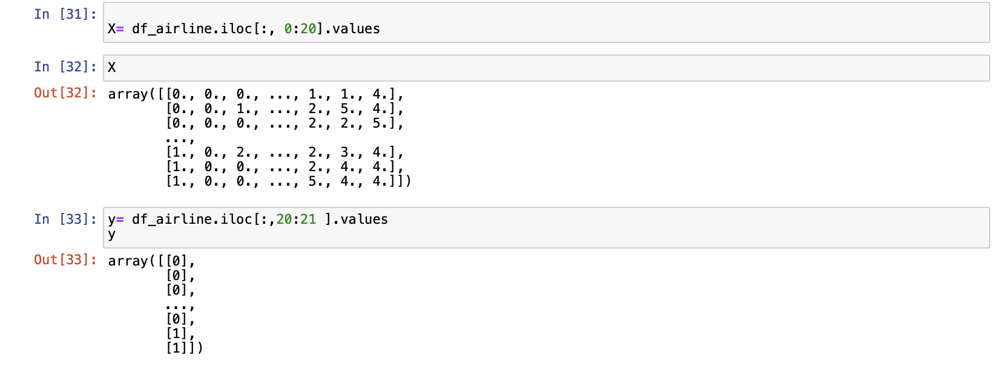 In [31]:
X= df_airline.iloc[:, 0:20].values
In [32]: X
Out[32]: array([[0., 0., 0., ..., 1., 1., 4.],
[0., 0., 1., ..., 2., 5., 4.],
[0., 0., 0., ..., 2., 2., 5.],
...,
[1., 0., 2., ..., 2., 3., 4.],
[1., 0., 0., ..., 2., 4., 4.],
[1., 0., 0., ..., 5., 4., 4.]])
In [33]: y= df_airline.iloc[:,20:21 ].values
y
Out[33]: array([[0],
[0],
[0],
...,
[0],
[1],
[1]])